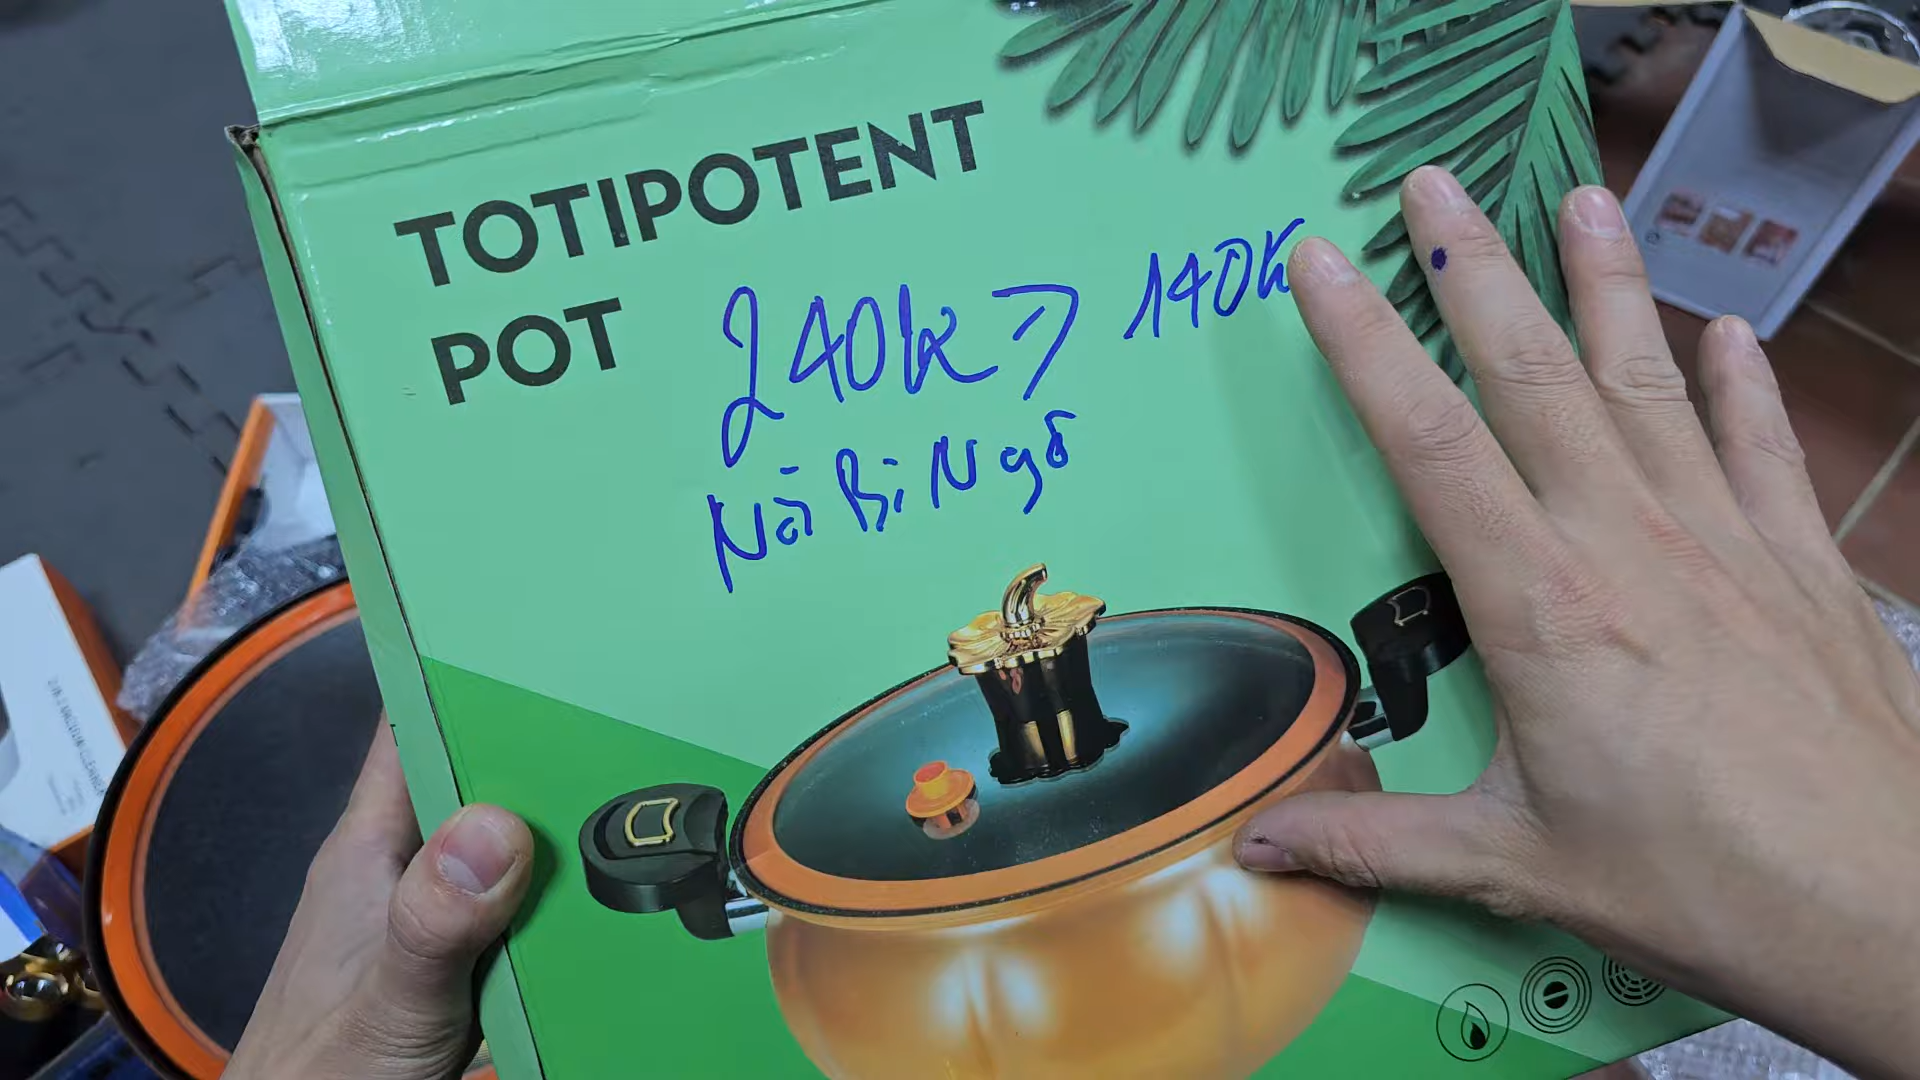 TOTIPOTENT
POT
240k → 140K
Nồi Bí Ngô